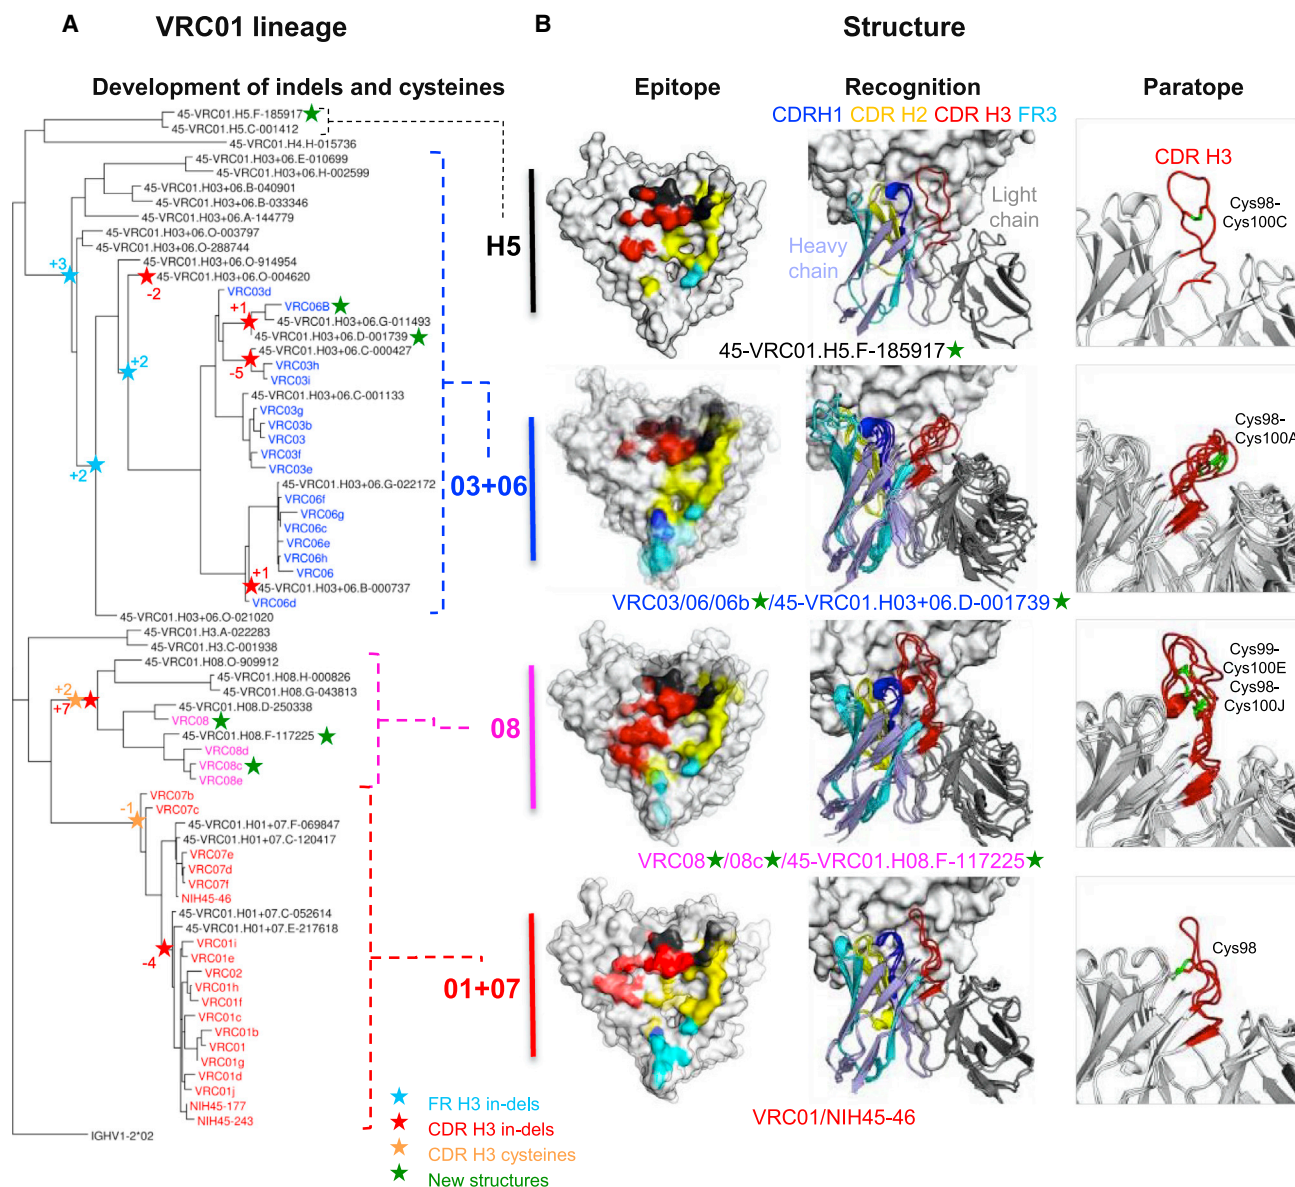 A
VRC01 lineage
B
Structure
Development of indels and cysteines
Epitope
Recognition
Paratope
CDRH1 CDR H2 CDR H3 FR3
45-VRC01.H5.F-185917
45-VRC01.H5.C-001412
45-VRC01.H4.H-015736
45-VRC01.H03+06.E-010699
45-VRC01.H03+06.H-002599
45-VRC01.H03+06.B-040901
45-VRC01.H03+06.B-033346
45-VRC01.H03+06.A-144779
45-VRC01.H03+06.O-003797
45-VRC01.H03+06.O-288744
45-VRC01.H03+06.O-914954
+3
45-VRC01.H03+06.O-004620
-2
VRC03d
+1
VRC06B
45-VRC01.H03+06.G-011493
45-VRC01.H03+06.D-001739
45-VRC01.H03+06.C-000427
+2
-5
VRC03h
VRC03i
45-VRC01.H03+06.C-001133
VRC03g
VRC03b
VRC03
VRC03f
VRC03e
+2
45-VRC01.H03+06.G-022172
VRC06f
VRC06g
VRC06c
VRC06e
VRC06h
VRC06
+1
45-VRC01.H03+06.B-000737
VRC06d
45-VRC01.H03+06.O-021020
45-VRC01.H3.A-022283
45-VRC01.H3.C-001938
45-VRC01.H08.O-909912
45-VRC01.H08.H-000826
45-VRC01.H08.G-043813
+2
+7
45-VRC01.H08.D-250338
VRC08
45-VRC01.H08.F-117225
VRC08d
VRC08c
VRC08e
VRC07b
VRC07c
-1
45-VRC01.H01+07.F-069847
45-VRC01.H01+07.C-120417
VRC07e
VRC07d
VRC07f
NIH45-46
45-VRC01.H01+07.C-052614
45-VRC01.H01+07.E-217618
VRC01i
VRC01e
-4
VRC02
VRC01h
VRC01f
VRC01c
VRC01b
VRC01
VRC01g
VRC01d
VRC01j
NIH45-177
NIH45-243
IGHV1-2*02
FR H3 in-dels
CDR H3 in-dels
CDR H3 cysteines
New structures
H5
Heavy
chain
Light
chain
CDR H3
Cys98-
Cys100C
45-VRC01.H5.F-185917
03+06
Cys98-
Cys100A
VRC03/06/06b /45-VRC01.H03+06.D-001739
08
Cys99-
Cys100E
Cys98-
Cys100J
VRC08 /08c /45-VRC01.H08.F-117225
01+07
Cys98
VRC01/NIH45-46